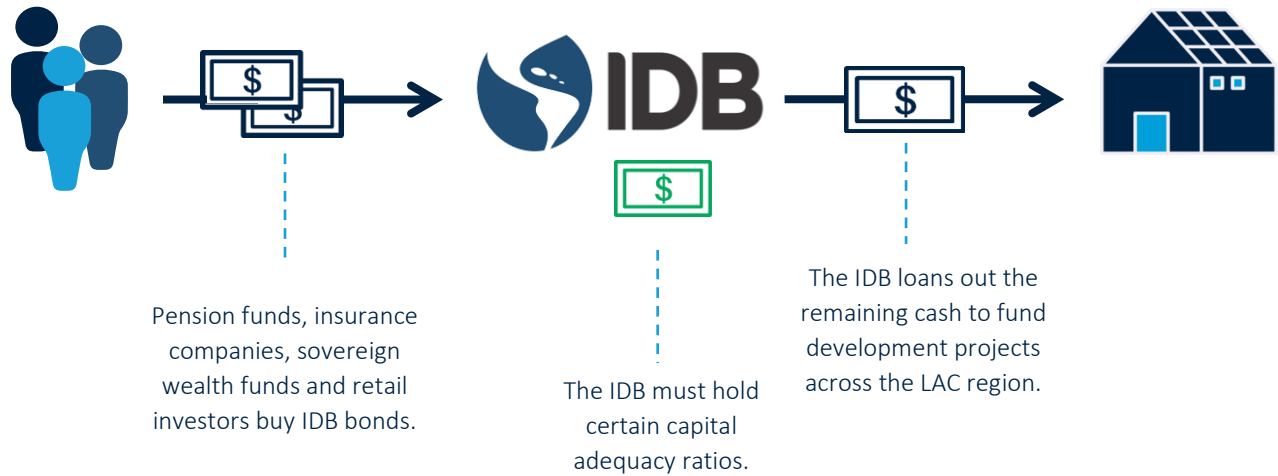 $
$
IDB
$
$
Pension funds, insurance
companies, sovereign
wealth funds and retail
investors buy IDB bonds.
The IDB must hold
certain capital
adequacy ratios.
The IDB loans out the
remaining cash to fund
development projects
across the LAC region.